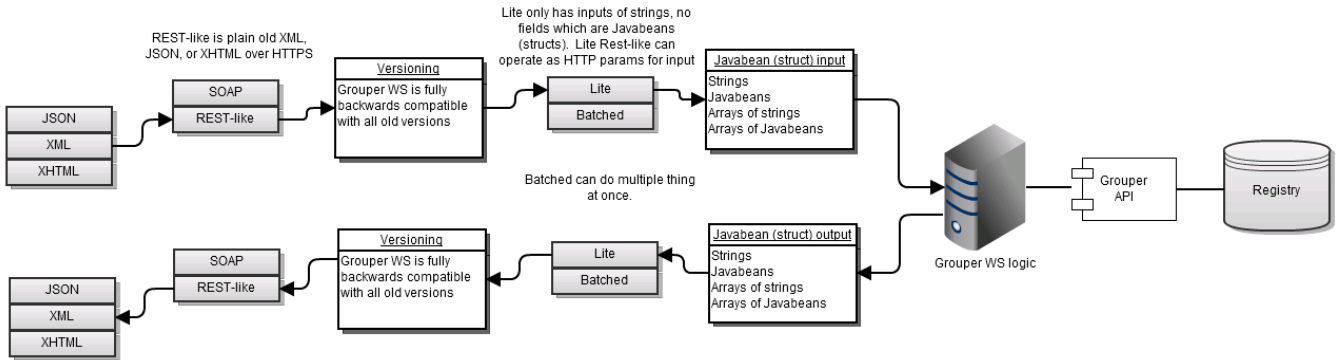 REST-like is plain old XML,
JSON, or XHTML over HTTPS
Lite only has inputs of strings, no
fields which are Javabeans
(structs). Lite Rest-like can
operate as HTTP params for input
JSON
XML
XHTML
SOAP
REST-like
Versioning
Grouper WS is fully
backwards compatible
with all old versions
Lite
Batched
Javabean (struct) input
Strings
Javabeans
Arrays of strings
Arrays of Javabeans
Grouper WS logic
Grouper
API
Registry
Batched can do multiple thing
at once.
Javabean (struct) output
Strings
Javabeans
Arrays of strings
Arrays of Javabeans
Lite
Batched
Versioning
Grouper WS is fully
backwards compatible
with all old versions
SOAP
REST-like
JSON
XML
XHTML